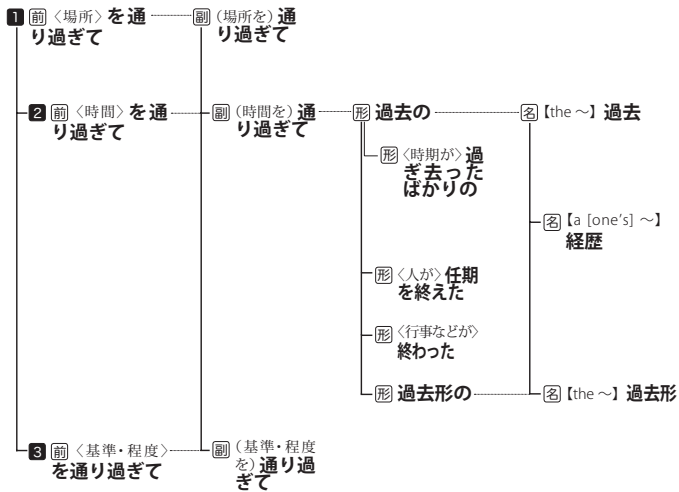 1 前〈場所〉を通
り過ぎて
副(場所を)通
り過ぎて
2 前〈時間〉を通
り過ぎて
副(時間を)通
り過ぎて
形 過去の
名【the ～】過去
形〈時期が〉過
ぎ去った
ばかりの
名【a [one's] ～】
経歴
形〈人が〉任期
を終えた
形〈行事などが〉
終わった
形 過去形の
名【the ～】過去形
3 前〈基準・程度〉
を通り過ぎて
副(基準・程度
を)通り過
ぎて